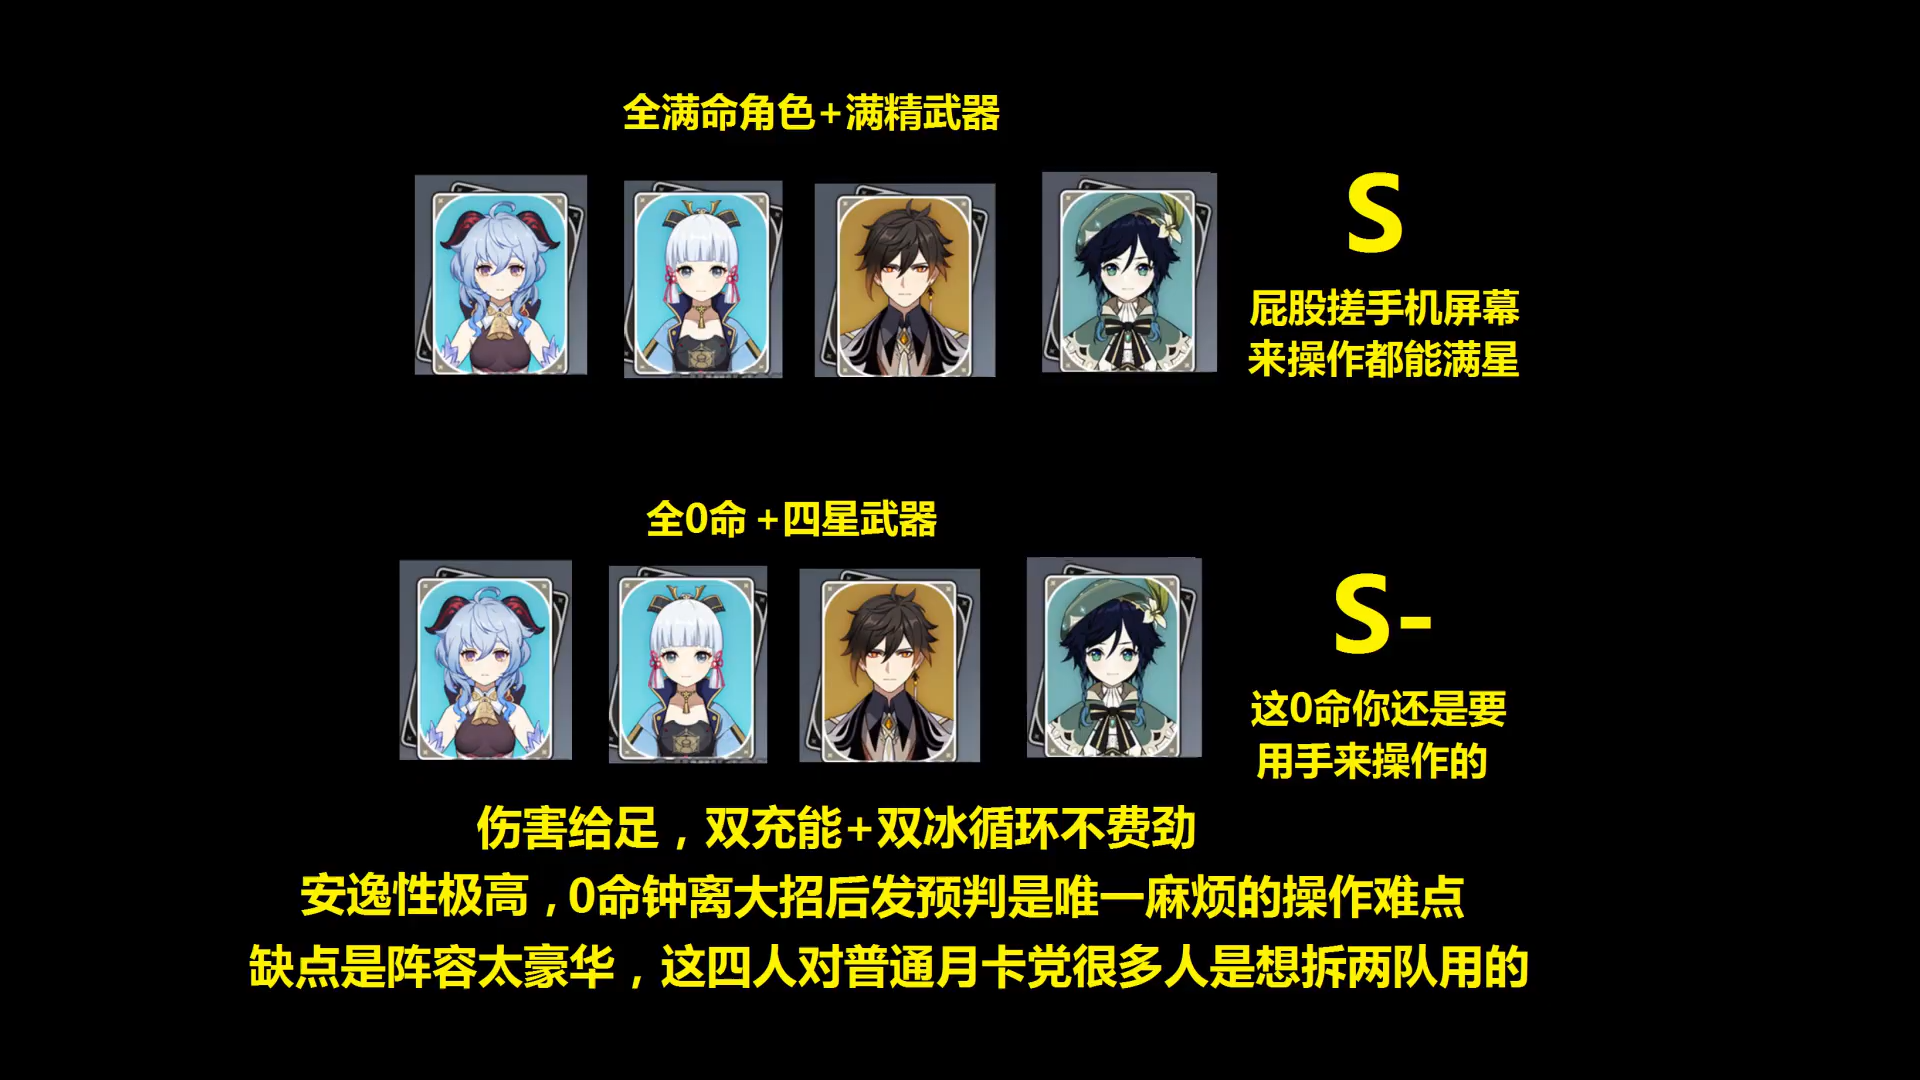 全满命角色+满精武器
S
屁股搓手机屏幕
来操作都能满星
全0命 +四星武器
S-
这0命你还是要
用手来操作的
伤害给足，双充能+双冰循环不费劲
安逸性极高，0命钟离大招后发预判是唯一麻烦的操作难点
缺点是阵容太豪华，这四人对普通月卡党很多人是想拆两队用的